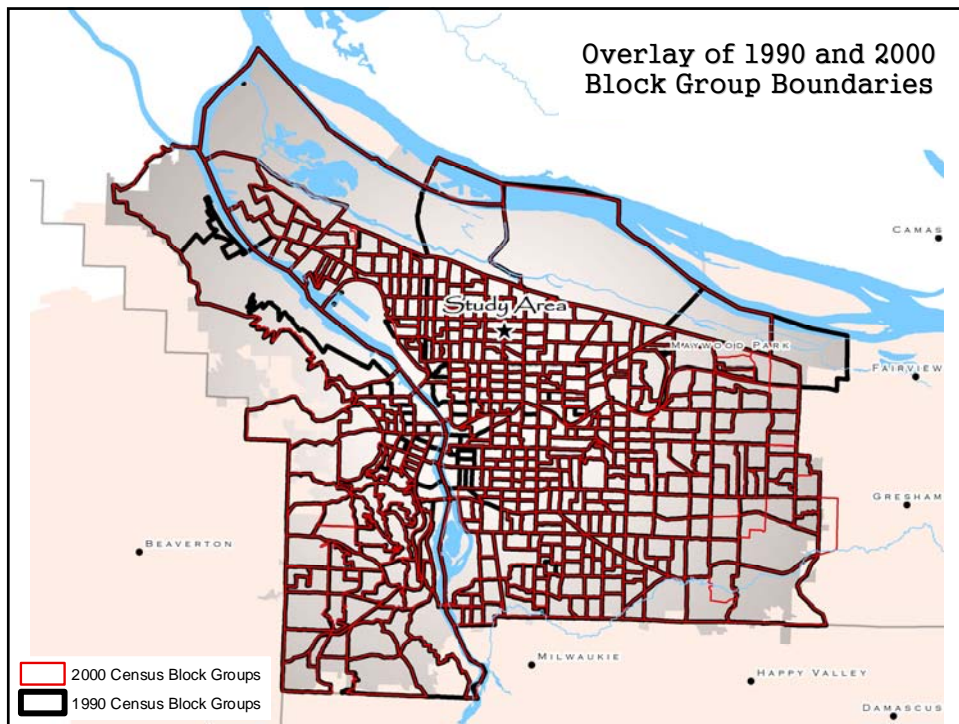 Overlay of 1990 and 2000
Block Group Boundaries
CAMAS
Study Area
MAYWOOD PARK
FAIRVIEW
GRESHAM
BEAVERTON
MILWAUKIE
HAPPY VALLEY
DAMASCUS
2000 Census Block Groups
1990 Census Block Groups